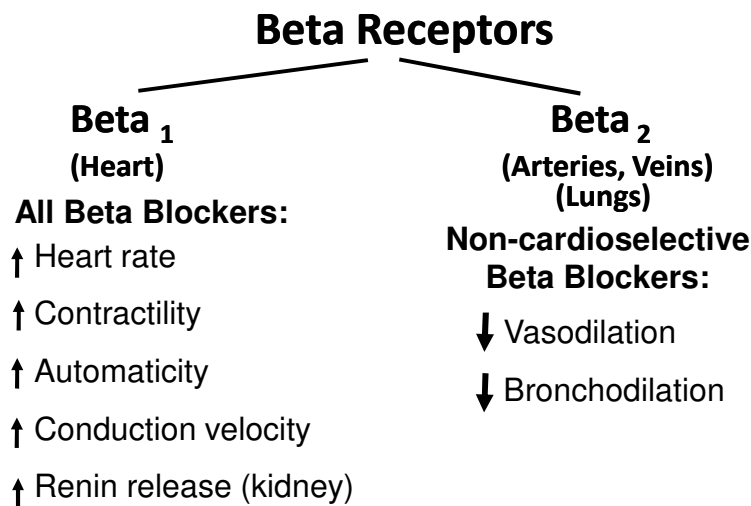 Beta Receptors
Beta 1
(Heart)
All Beta Blockers:
↑ Heart rate
↑ Contractility
↑ Automaticity
↑ Conduction velocity
↑ Renin release (kidney)
Beta 2
(Arteries, Veins)
(Lungs)
Non-cardioselective
Beta Blockers:
↓ Vasodilation
↓ Bronchodilation